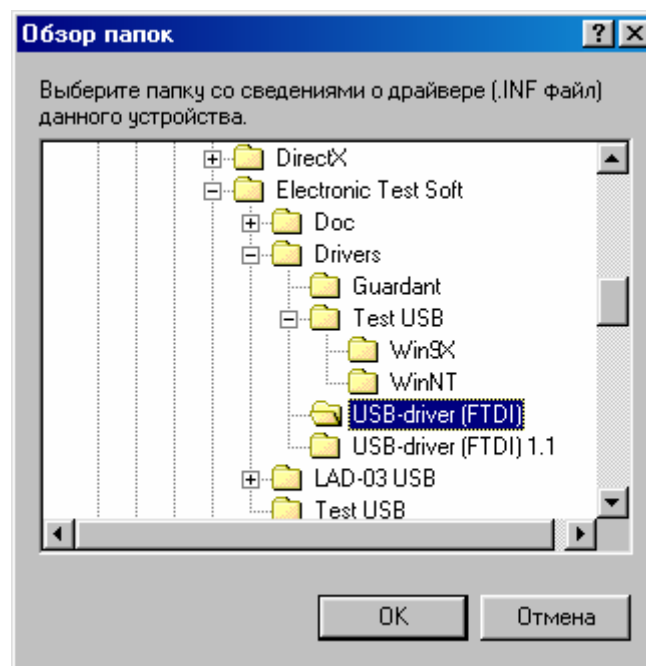 Обзор папок
Выберите папку со сведениями о драйвере (.INF файл)
данного устройства.
DirectX
Electronic Test Soft
Doc
Drivers
Guardant
Test USB
Win9X
WinNT
USB-driver (FTDI)
USB-driver (FTDI) 1.1
LAD-03 USB
Test USB
OK
Отмена